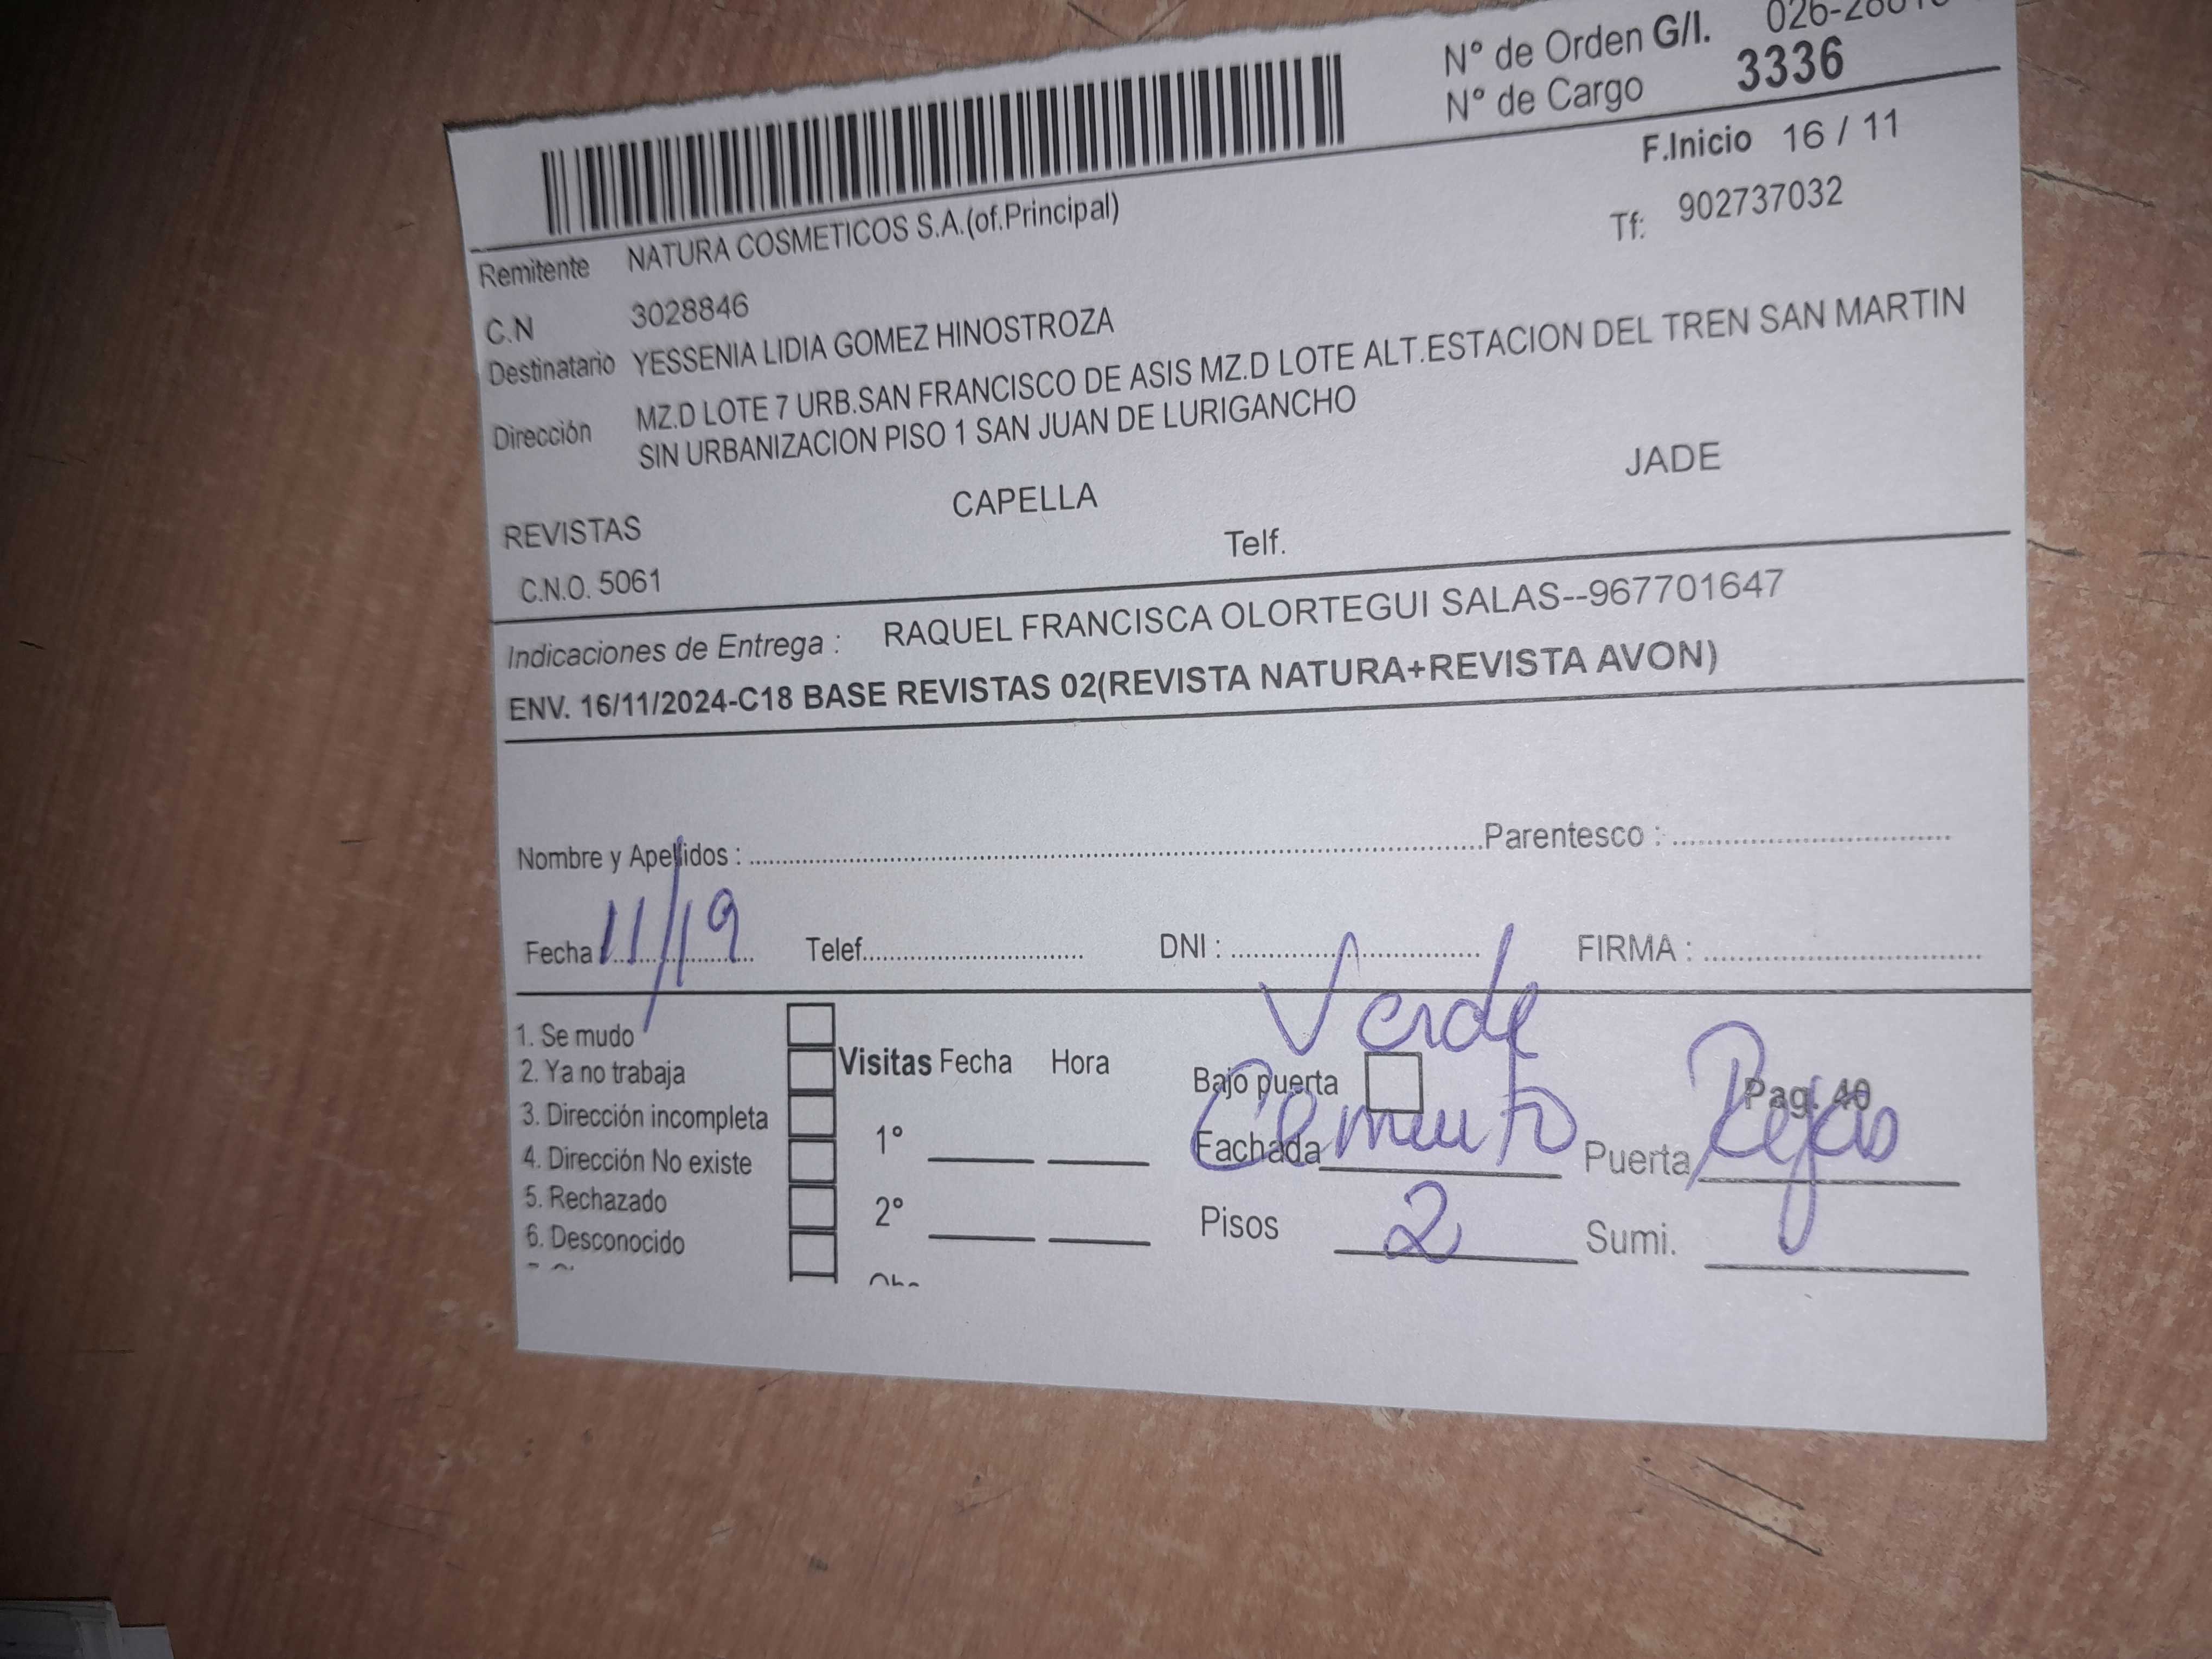 Nº de Orden G/I.
Nº de Cargo 3336
F.Inicio 16 / 11
Remitente NATURA COSMETICOS S.A.(of.Principal)
Tf: 902737032
C.N 3028846
Destinatario YESSENIA LIDIA GOMEZ HINOSTROZA
Dirección MZ.D LOTE 7 URB.SAN FRANCISCO DE ASIS MZ.D LOTE ALT.ESTACION DEL TREN SAN MARTIN
SIN URBANIZACION PISO 1 SAN JUAN DE LURIGANCHO
REVISTAS CAPELLA JADE
C.N.O. 5061 Telf.
Indicaciones de Entrega : RAQUEL FRANCISCA OLORTEGUI SALAS--967701647
ENV. 16/11/2024-C18 BASE REVISTAS 02(REVISTA NATURA+REVISTA AVON)
Nombre y Apellidos : Parentesco :
Fecha 11/19 Telef. DNI : FIRMA :
Verde
1. Se mudo
2. Ya no trabaja
3. Dirección incompleta
4. Dirección No existe
5. Rechazado
6. Desconocido
Visitas Fecha Hora
1º
2º
Bajo puerta Pag. 40
Fachada Cemento Puerta Rejas
Pisos 2 Sumi.